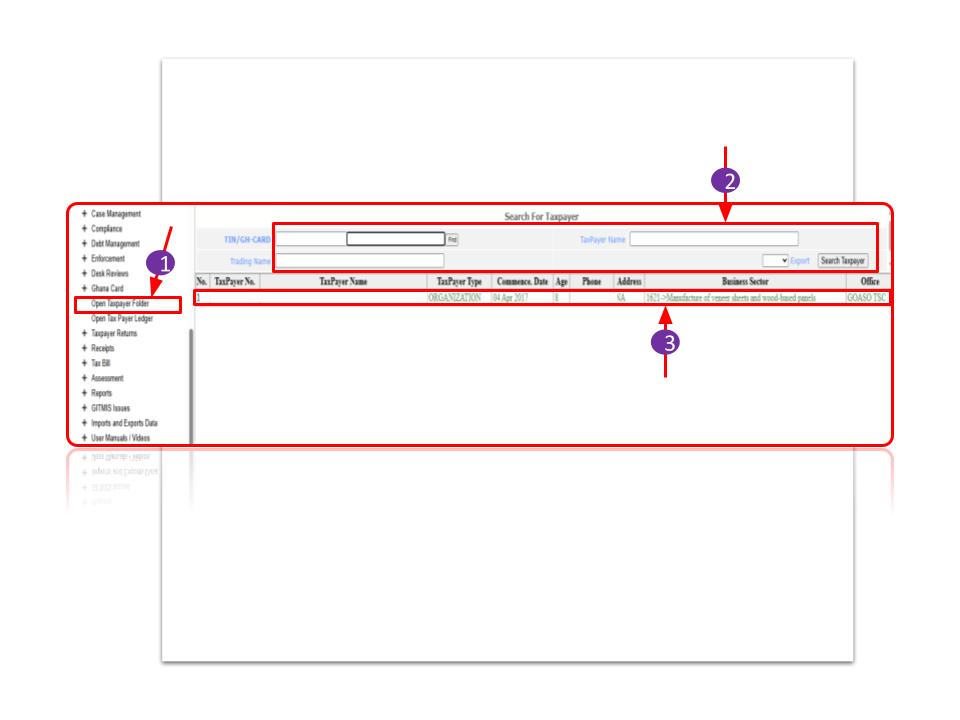 2
Search For Taxpayer
+ Case Management
+ Compliance
+ Debt Management
+ Enforcement
+ Desk Reviews
+ Ghana Card
Open Taxpayer Folder
Open Tax Payer Ledger
+ Taxpayer Returns
+ Receipts
+ Tax Bill
+ Assessment
+ Reports
+ GITMIS Issues
+ Imports and Exports Data
+ User Manuals / Videos
1
TIN/GH-CARD Find TaxPayer Name
Trading Name Export Search Taxpayer
No. TaxPayer No. TaxPayer Name TaxPayer Type Commence. Date Age Phone Address Business Sector Office
1 ORGANIZATION 04 Apr 2017 8 NA 1621->Manufacture of veneer sheets and wood-based panels GOASO TSC
3